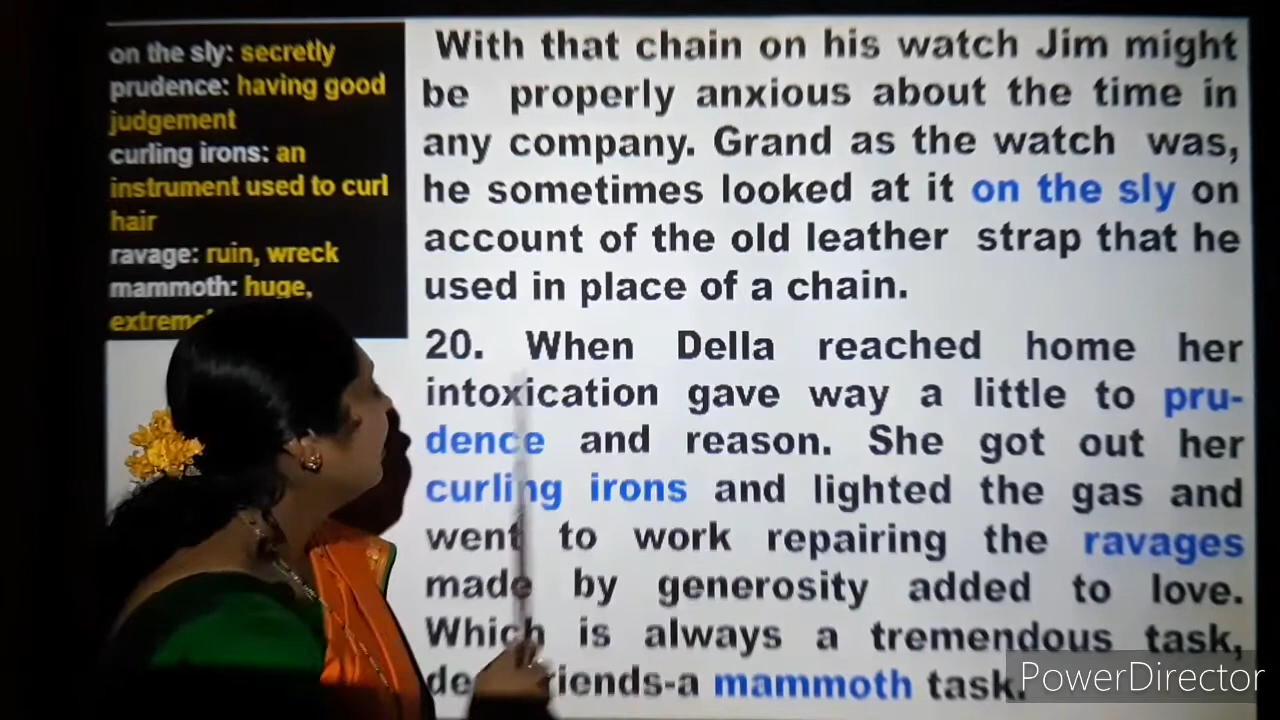 on the sly: secretly
prudence: having good
judgement
curling irons: an
instrument used to curl
hair
ravage: ruin, wreck
mammoth: huge,
With that chain on his watch Jim might
be properly anxious about the time in
any company. Grand as the watch was,
he sometimes looked at it on the sly on
account of the old leather strap that he
used in place of a chain.
20. When Della reached home her
intoxication gave way a little to pru-
dence and reason. She got out her
curling irons and lighted the gas and
went to work repairing the ravages
made by generosity added to love.
Which is always a tremendous task,
a mammoth task.
PowerDirector